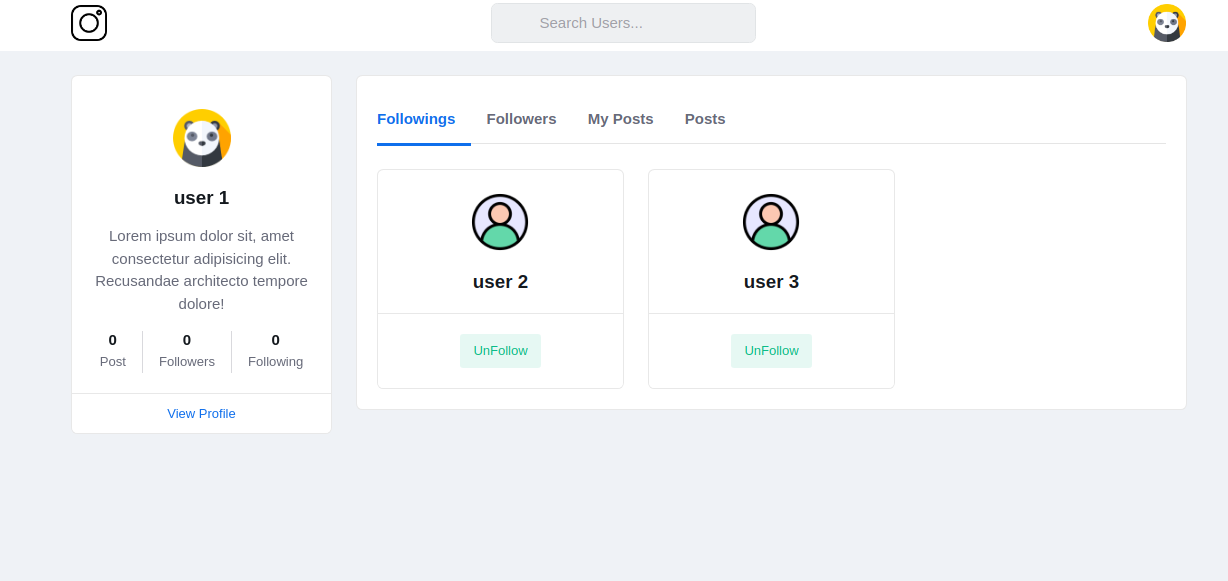 Search Users...
user 1
Lorem ipsum dolor sit, amet
consectetur adipisicing elit.
Recusandae architecto tempore
dolore!
0 0 0
Post Followers Following
View Profile
Followings Followers My Posts Posts
user 2
UnFollow
user 3
UnFollow